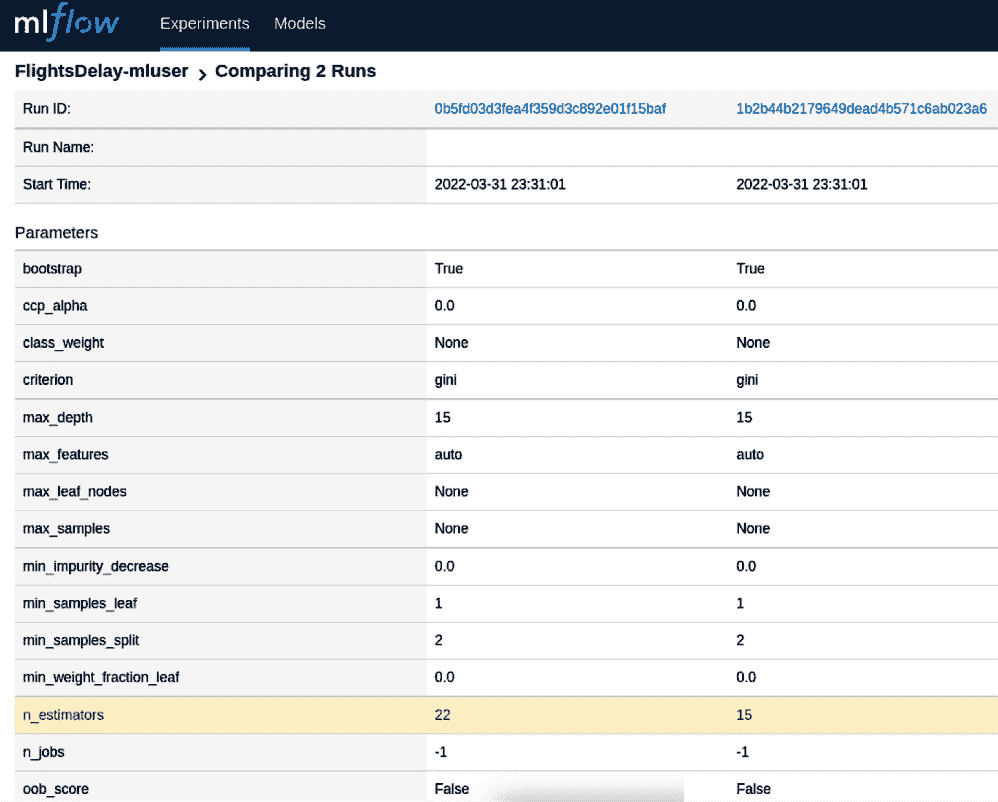 mlflow Experiments Models
FlightsDelay-mluser > Comparing 2 Runs
Run ID: 0b5fd03d3fea4f359d3c892e01f15baf 1b2b44b2179649dead4b571c6ab023a6
Run Name:
Start Time: 2022-03-31 23:31:01 2022-03-31 23:31:01
Parameters
bootstrap True True
ccp_alpha 0.0 0.0
class_weight None None
criterion gini gini
max_depth 15 15
max_features auto auto
max_leaf_nodes None None
max_samples None None
min_impurity_decrease 0.0 0.0
min_samples_leaf 1 1
min_samples_split 2 2
min_weight_fraction_leaf 0.0 0.0
n_estimators 22 15
n_jobs -1 -1
oob_score False False